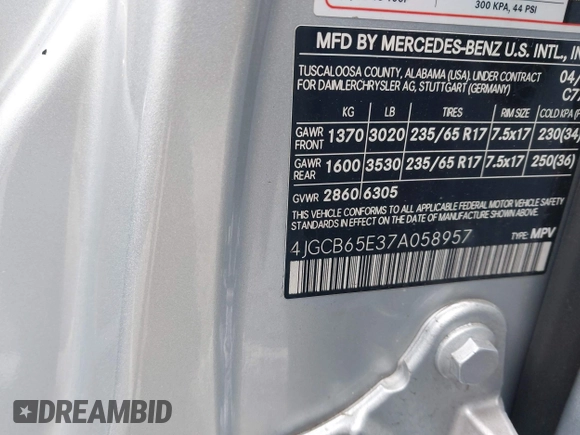 300 KPA, 44 PSI
MFD BY MERCEDES-BENZ U.S. INTL.,
TUSCALOOSA COUNTY, ALABAMA (USA), UNDER CONTRACT
FOR DAIMLERCHRYSLER AG, STUTTGART (GERMANY)
04/
KG LB TIRES RIM SIZE COLD KPA
GAWR FRONT 1370 3020 235/65 R17 7.5x17 230(34)
GAWR REAR 1600 3530 235/65 R17 7.5x17 250(36)
GVWR 2860 6305
THIS VEHICLE CONFORMS TO ALL APPLICABLE FEDERAL MOTOR VEHICLE SAFETY
STANDARDS IN EFFECT ON THE DATE OF MANUFACTURE SHOWN ABOVE.
4JGCB65E37A058957 TYPE: MPV
DREAMBID